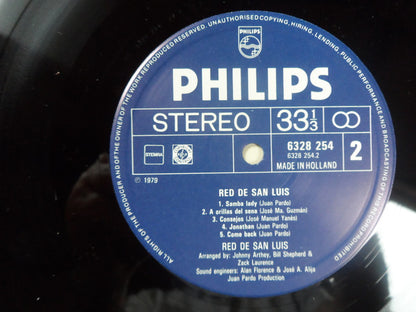 ALL RIGHTS OF THE PRODUCER AND OF THE OWNER OF THE WORK REPRODUCED RESERVED. UNAUTHORISED COPYING, HIRING, LENDING, PUBLIC PERFORMANCE AND BROADCASTING OF THIS RECORD PROHIBITED
PHILIPS
PHILIPS
STEREO 33 1/3
STEMRA
6328 254
6328 254.2
MADE IN HOLLAND
2
℗ 1979
RED DE SAN LUIS
1. Samba lady (Juan Pardo)
2. A orillas del sena (José Ma. Guzmán)
3. Consejos (José Manuel Yanés)
4. Jonathan (Juan Pardo)
5. Come back (Juan Pardo)
RED DE SAN LUIS
Arranged by: Johnny Arthey, Bill Shepherd &
Zack Laurence
Sound engineers: Alan Florence & José A. Alija
Juan Pardo Production